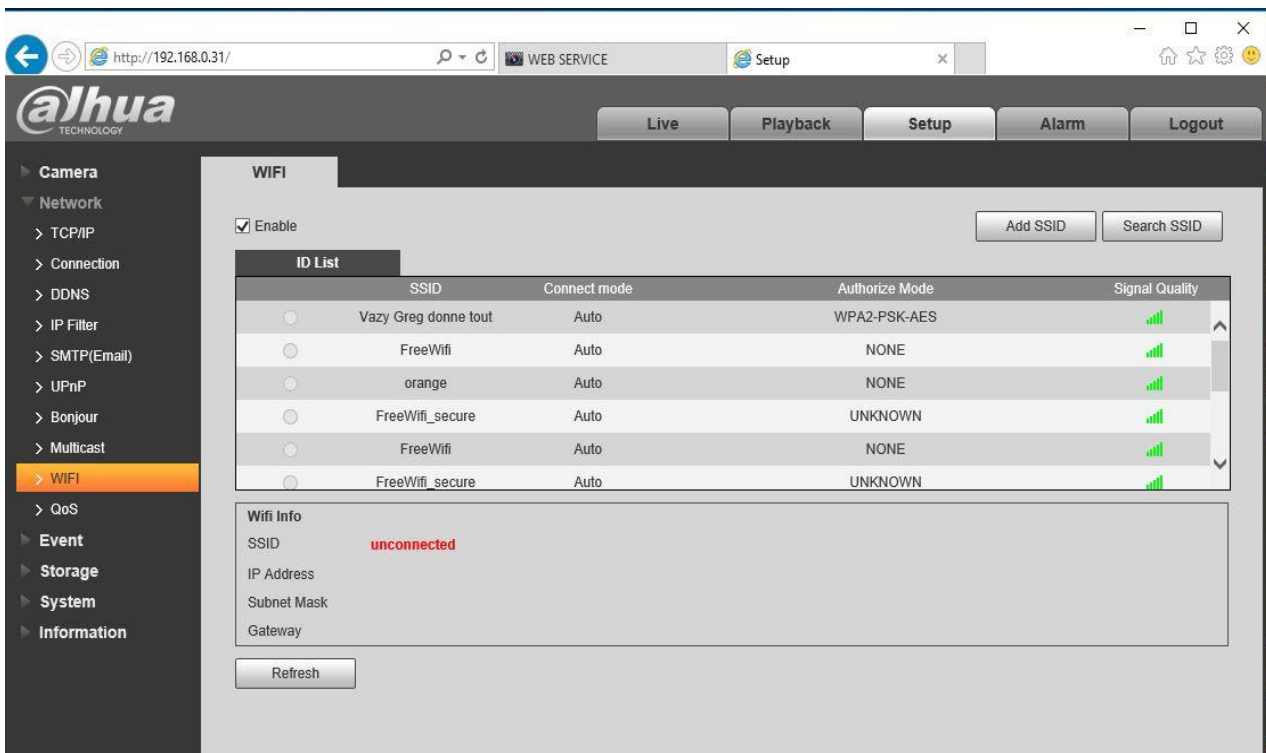 http://192.168.0.31/ WEB SERVICE Setup
alhua
TECHNOLOGY
Live Playback Setup Alarm Logout
Camera
Network
TCP/IP
Connection
DDNS
IP Filter
SMTP(Email)
UPnP
Bonjour
Multicast
WIFI
QoS
Event
Storage
System
Information
WIFI
Enable Add SSID Search SSID
ID List
SSID Connect mode Authorize Mode Signal Quality
Vazy Greg donne tout Auto WPA2-PSK-AES
FreeWifi Auto NONE
orange Auto NONE
FreeWifi_secure Auto UNKNOWN
FreeWifi Auto NONE
FreeWifi_secure Auto UNKNOWN
Wifi Info
SSID unconnected
IP Address
Subnet Mask
Gateway
Refresh